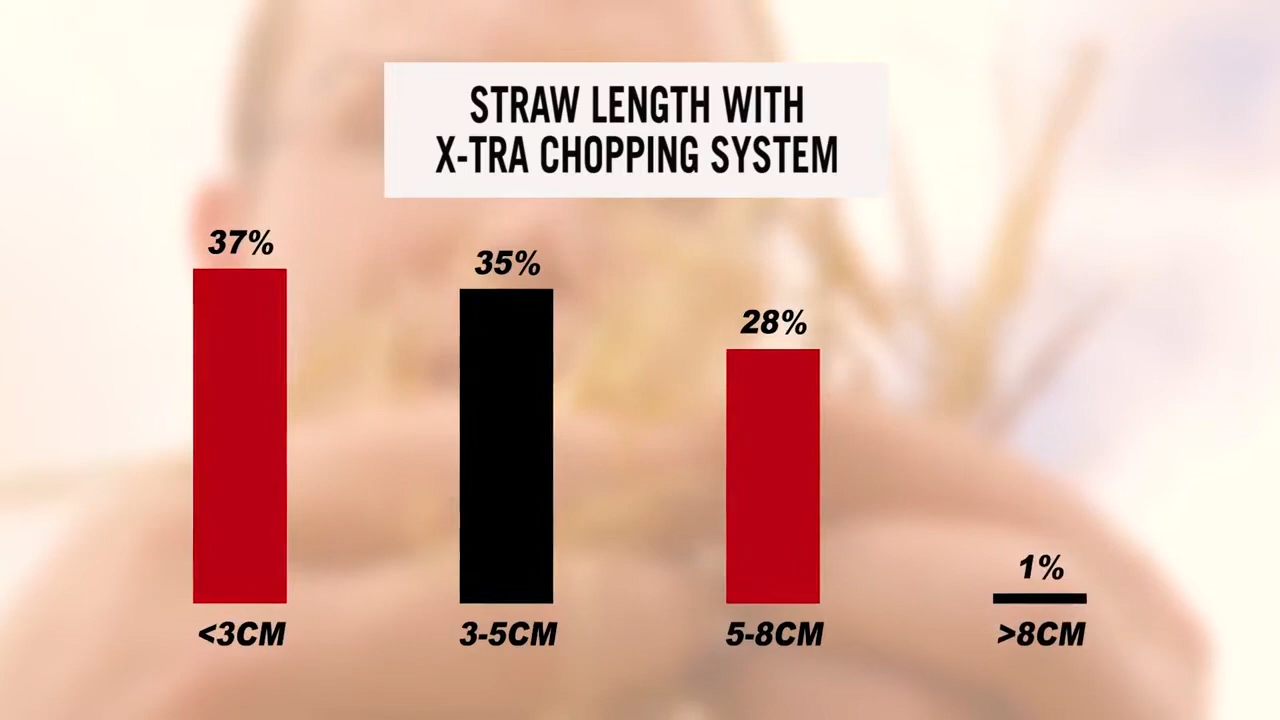 STRAW LENGTH WITH
X-TRA CHOPPING SYSTEM
37%
35%
28%
1%
<3CM
3-5CM
5-8CM
>8CM